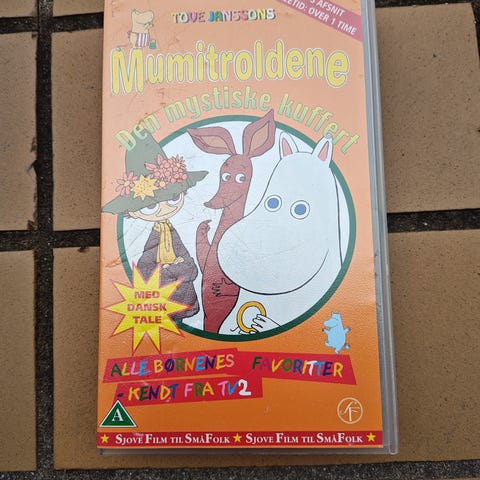 TOVE JANSSONS
AFSNIT
LETID: OVER 1 TIME
Mumitroldene
Den mystiske kuffert
MED
DANSK
TALE
ALLE BØRNENES FAVORITTER
- KENDT FRA TV2
A
SF
★ SJOVE FILM TIL SMÅFOLK ★ SJOVE FILM TIL SMÅFOLK ★